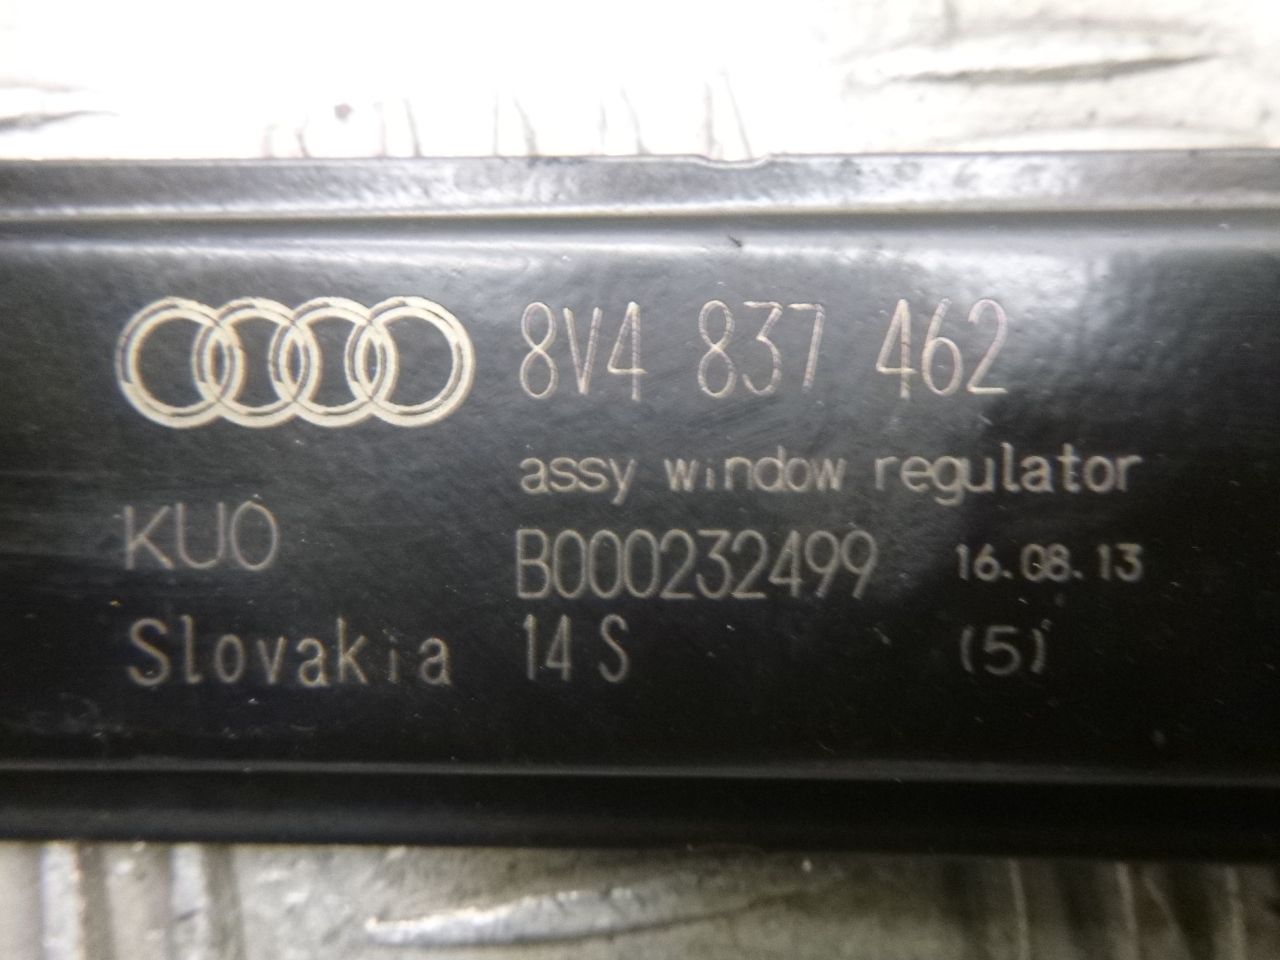 8V4 837 462
assy window regulator
KUO B000232499 16.08.13
Slovakia 14 S (5)